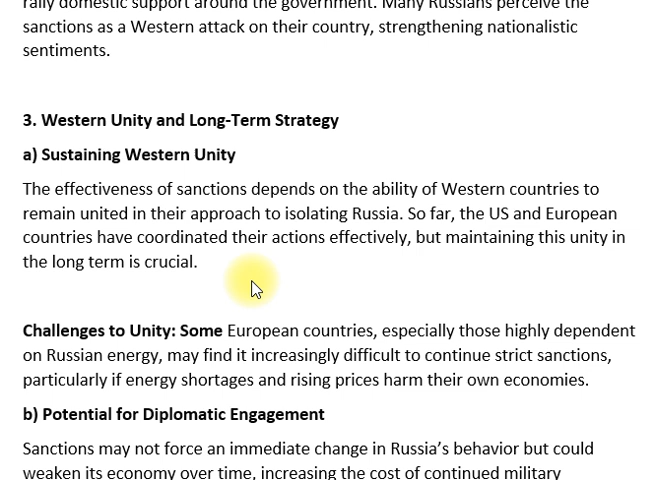 rally domestic support around the government. Many Russians perceive the
sanctions as a Western attack on their country, strengthening nationalistic
sentiments.
3. Western Unity and Long-Term Strategy
a) Sustaining Western Unity
The effectiveness of sanctions depends on the ability of Western countries to
remain united in their approach to isolating Russia. So far, the US and European
countries have coordinated their actions effectively, but maintaining this unity in
the long term is crucial.
Challenges to Unity: Some European countries, especially those highly dependent
on Russian energy, may find it increasingly difficult to continue strict sanctions,
particularly if energy shortages and rising prices harm their own economies.
b) Potential for Diplomatic Engagement
Sanctions may not force an immediate change in Russia’s behavior but could
weaken its economy over time, increasing the cost of continued military